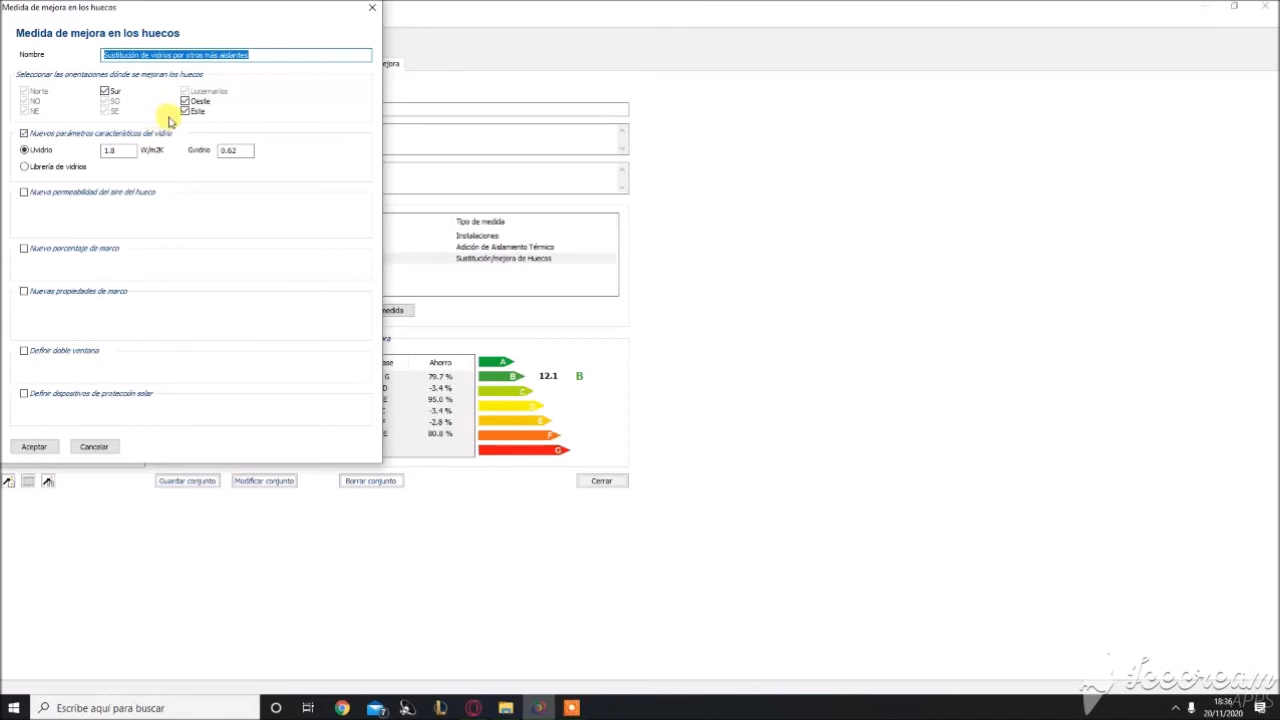 Medida de mejora en los huecos
Medida de mejora en los huecos
Nombre
Sustitución de vidrios por otros más aislantes
Seleccionar las orientaciones dónde se mejoran los huecos
Norte
Sur
Lucernarios
NO
SO
Oeste
NE
SE
Este
Nuevos parámetros característicos del vidrio
Uvidrio
1.8
W/m2K
Gvidrio
0.62
Librería de vidrios
Nueva permeabilidad del aire del hueco
Nuevo porcentaje de marco
Nuevas propiedades de marco
Definir doble ventana
Definir dispositivos de protección solar
Aceptar
Cancelar
ejora
Tipo de medida
Instalaciones
Adición de Aislamiento Térmico
Sustitución/mejora de Huecos
medida
ra
ase
Ahorro
G
79.7 %
D
-3.4 %
E
95.0 %
C
-3.4 %
F
-2.8 %
E
80.8 %
A
B
12.1
B
C
E
F
G
Guardar conjunto
Modificar conjunto
Borrar conjunto
Cerrar
Escribe aquí para buscar
18:36
20/11/2020
Icecream
APPS